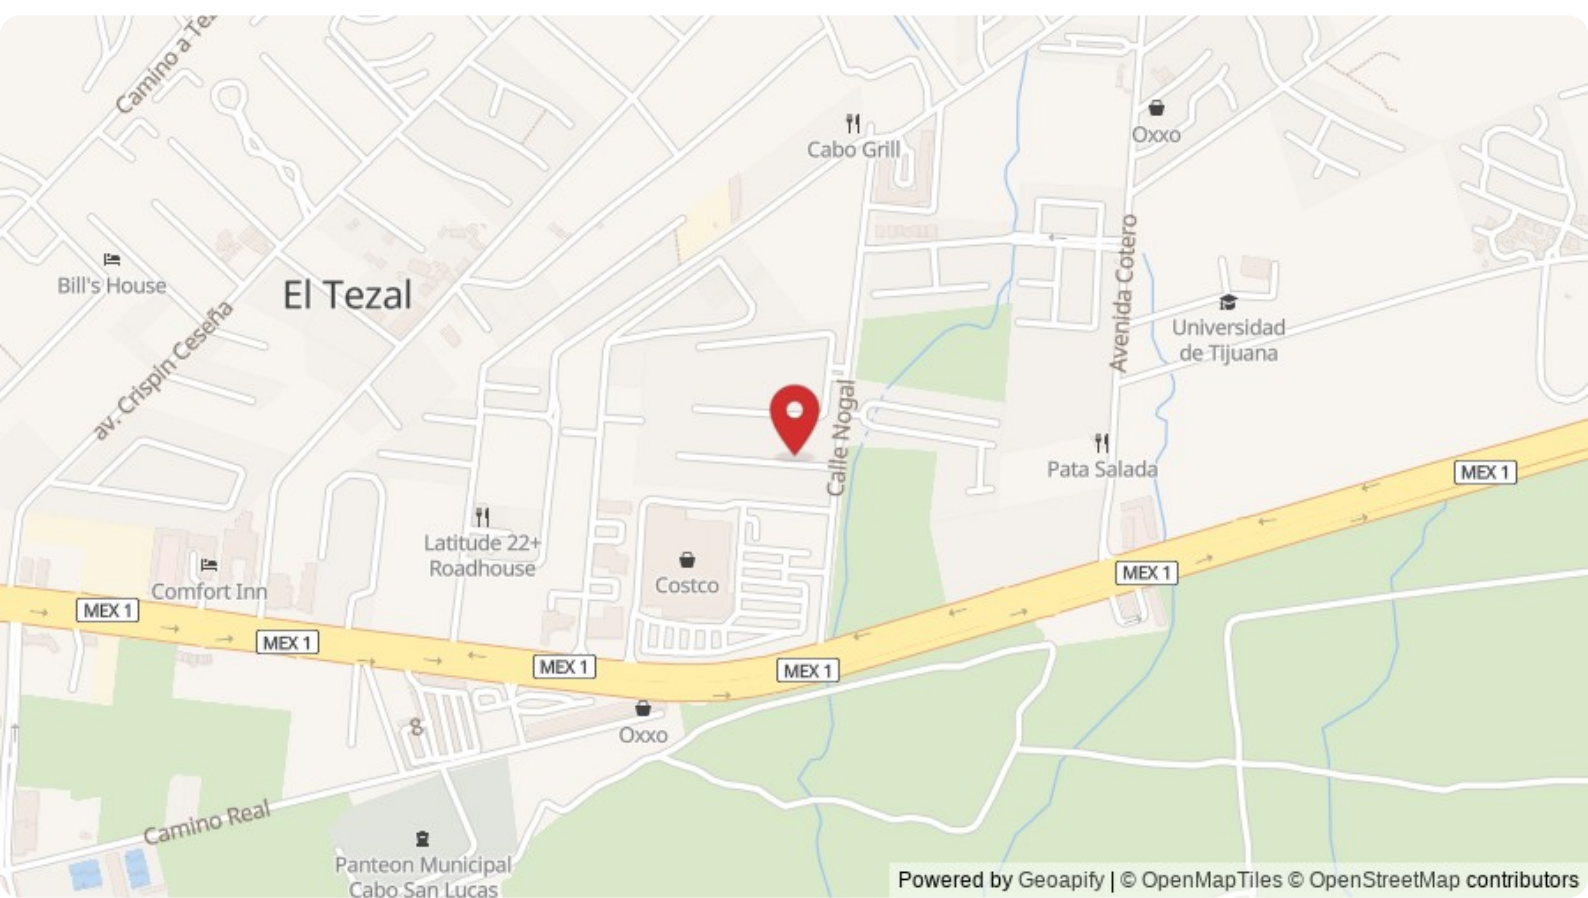 Camino a Tez
Cabo Grill
Oxxo
Bill's House
El Tezal
Avenida Cotero
Universidad
de Tijuana
av. Crispin Ceseña
Calle Nogal
Pata Salada
MEX 1
Latitude 22+
Roadhouse
Costco
Comfort Inn
MEX 1
MEX 1
MEX 1
MEX 1
MEX 1
Oxxo
8
Camino Real
Panteon Municipal
Cabo San Lucas
Powered by Geoapify | © OpenMapTiles © OpenStreetMap contributors